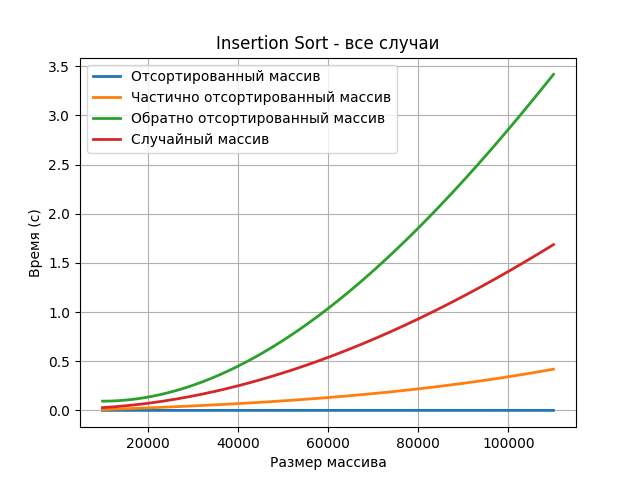 Insertion Sort - все случаи
Отсортированный массив
Частично отсортированный массив
Обратно отсортированный массив
Случайный массив
Время (с)
3.5
3.0
2.5
2.0
1.5
1.0
0.5
0.0
20000 40000 60000 80000 100000
Размер массива